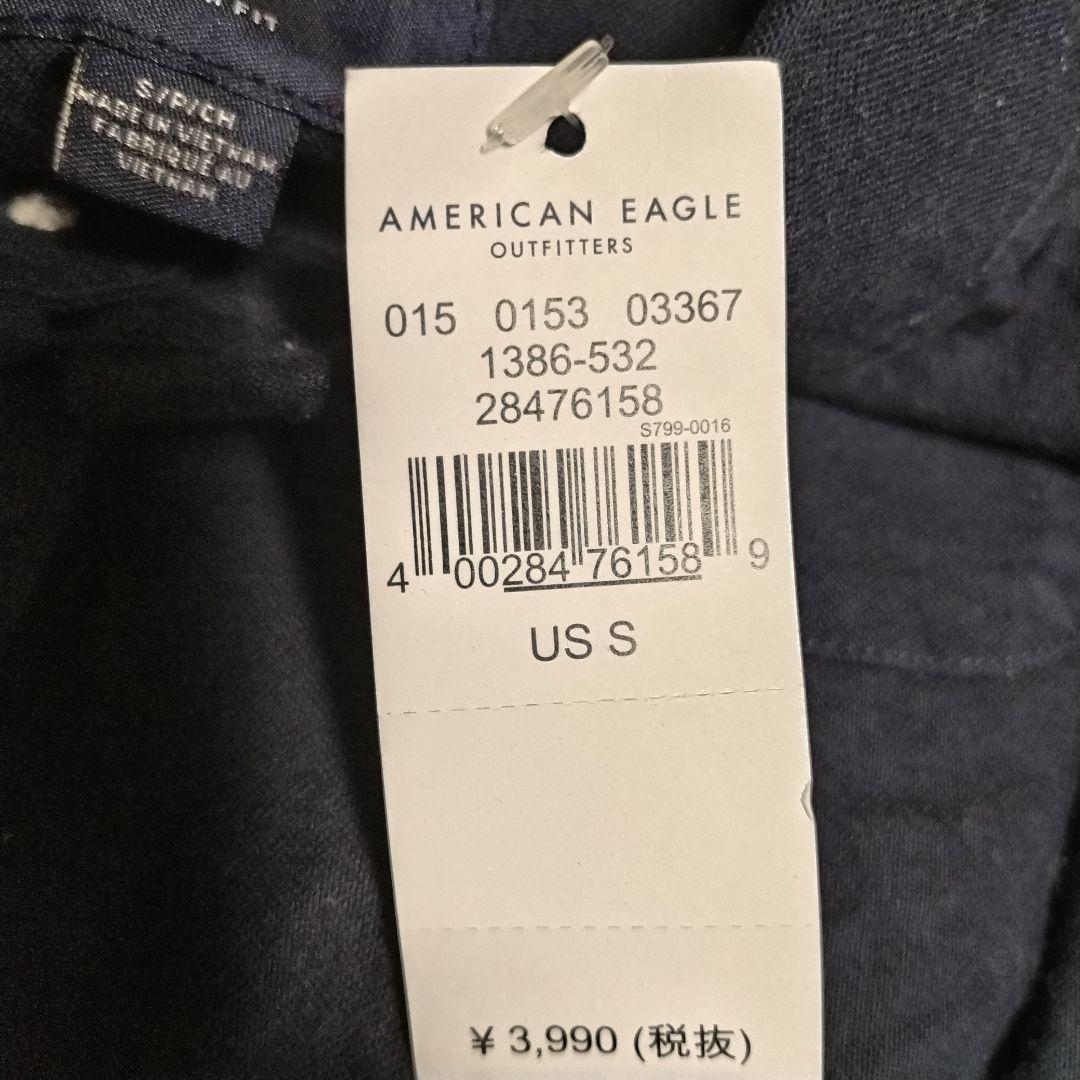 FIT
S/P/CH
MADE IN VIETNAM
FABRIQUE AU
VIETNAM
AMERICAN EAGLE
OUTFITTERS
015 0153 03367
1386-532
28476158
S799-0016
4 00284 76158 9
US S
¥ 3,990 (税抜)